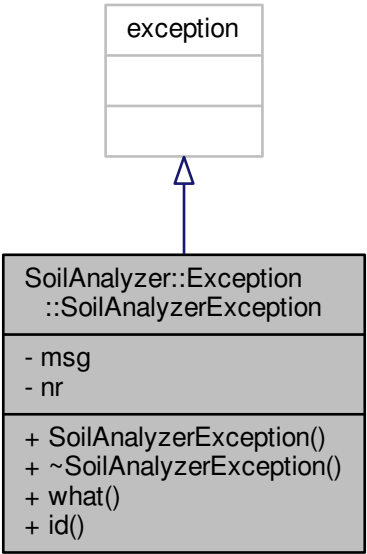 exception
SoilAnalyzer::Exception
::SoilAnalyzerException
- msg
- nr
+ SoilAnalyzerException()
+ ~SoilAnalyzerException()
+ what()
+ id()